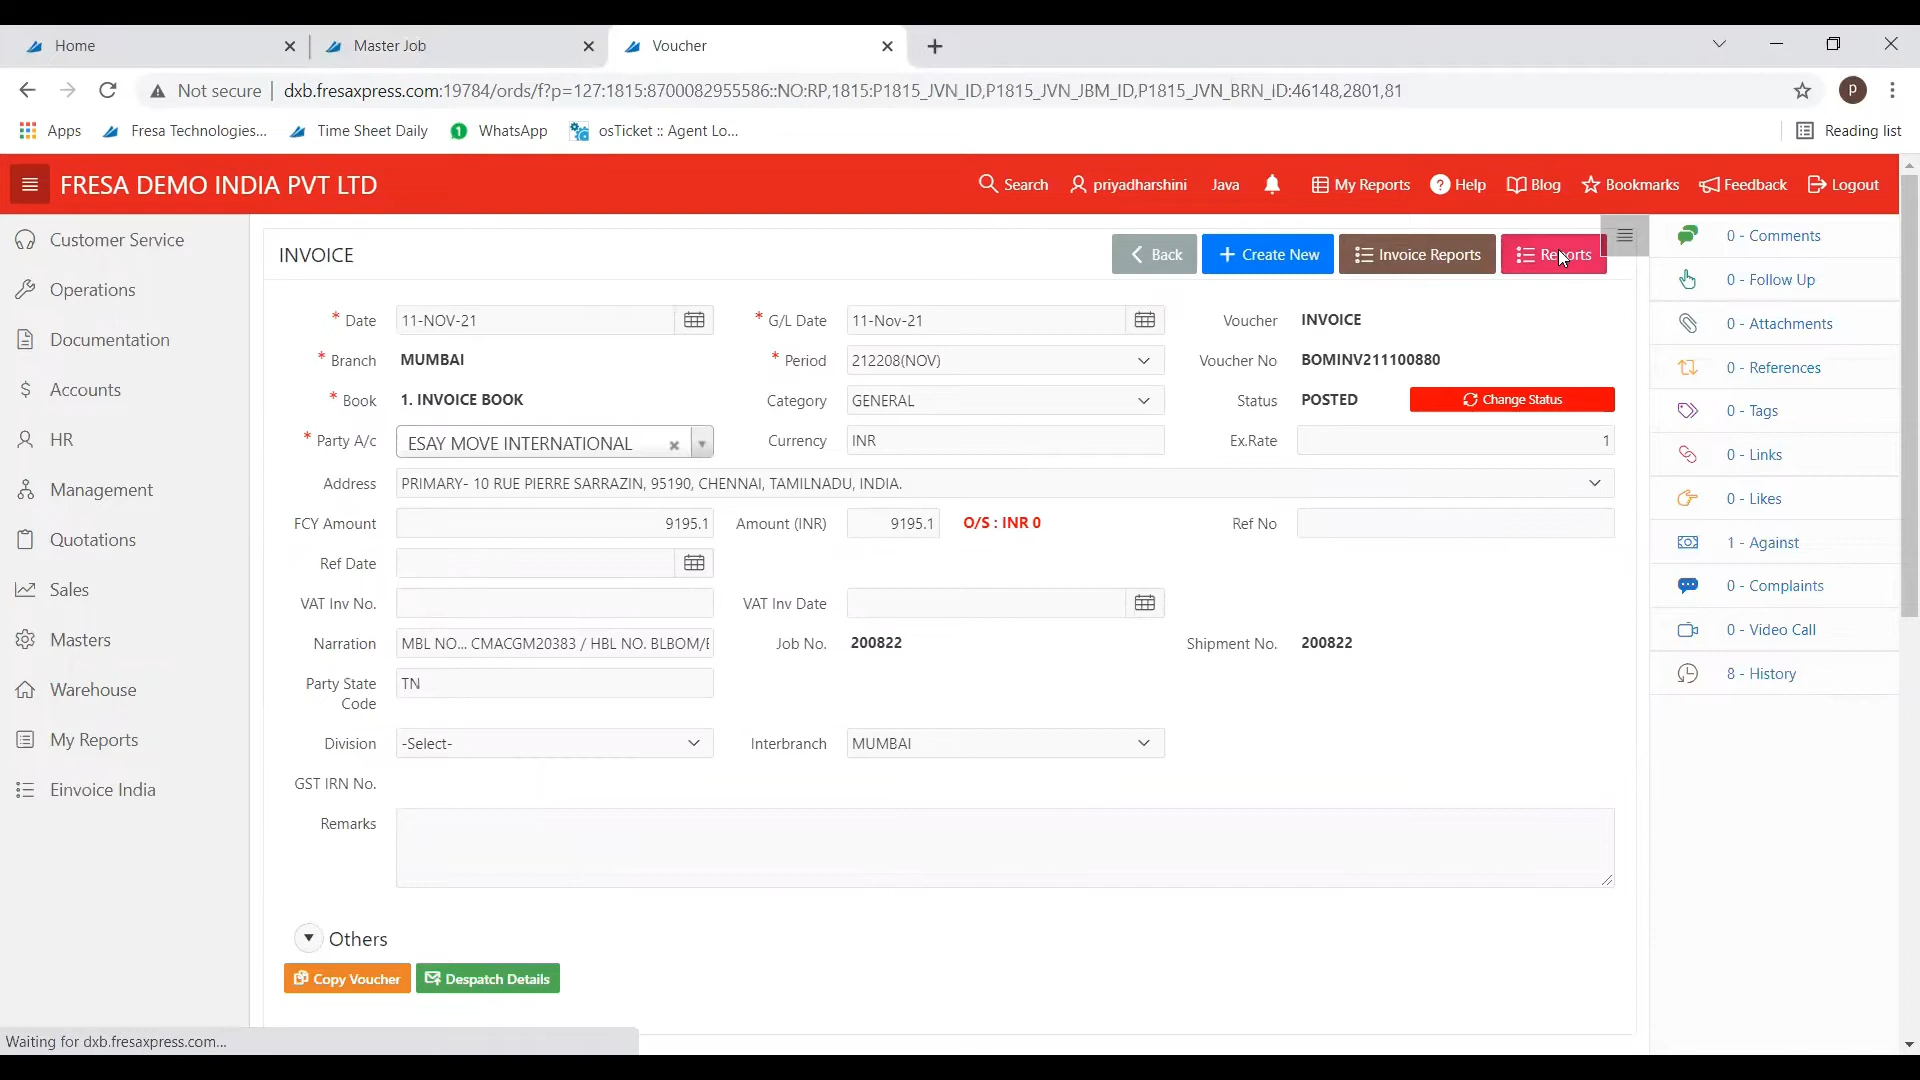 Home
Master Job
Voucher
Not secure
dxb.fresaxpress.com:19784/ords/f?p=127:1815:8700082955586::NO:RP,1815:P1815_JVN_ID,P1815_JVN_JBM_ID,P1815_JVN_BRN_ID:46148,2801,81
P
Apps
Fresa Technologies...
Time Sheet Daily
1 WhatsApp
osTicket :: Agent Lo...
Reading list
FRESA DEMO INDIA PVT LTD
Search
priyadharshini
Java
My Reports
Help
Blog
Bookmarks
Feedback
Logout
Customer Service
Operations
Documentation
Accounts
HR
Management
Quotations
Sales
Masters
Warehouse
My Reports
Einvoice India
INVOICE
Back
Create New
Invoice Reports
Reports
* Date 11-NOV-21
* G/L Date 11-Nov-21
Voucher INVOICE
* Branch MUMBAI
* Period 212208(NOV)
Voucher No BOMINV211100880
* Book 1. INVOICE BOOK
Category GENERAL
Status POSTED
Change Status
* Party A/c ESAY MOVE INTERNATIONAL
Currency INR
Ex.Rate 1
Address PRIMARY- 10 RUE PIERRE SARRAZIN, 95190, CHENNAI, TAMILNADU, INDIA.
FCY Amount 9195.1
Amount (INR) 9195.1
O/S : INR 0
Ref No
Ref Date
VAT Inv No.
VAT Inv Date
Narration MBL NO... CMACGM20383 / HBL NO. BLBOM/E
Job No. 200822
Shipment No. 200822
Party State
Code
TN
Division -Select-
Interbranch MUMBAI
GST IRN No.
Remarks
Others
Copy Voucher
Despatch Details
0 - Comments
0 - Follow Up
0 - Attachments
0 - References
0 - Tags
0 - Links
0 - Likes
1 - Against
0 - Complaints
0 - Video Call
8 - History
Waiting for dxb.fresaxpress.com...